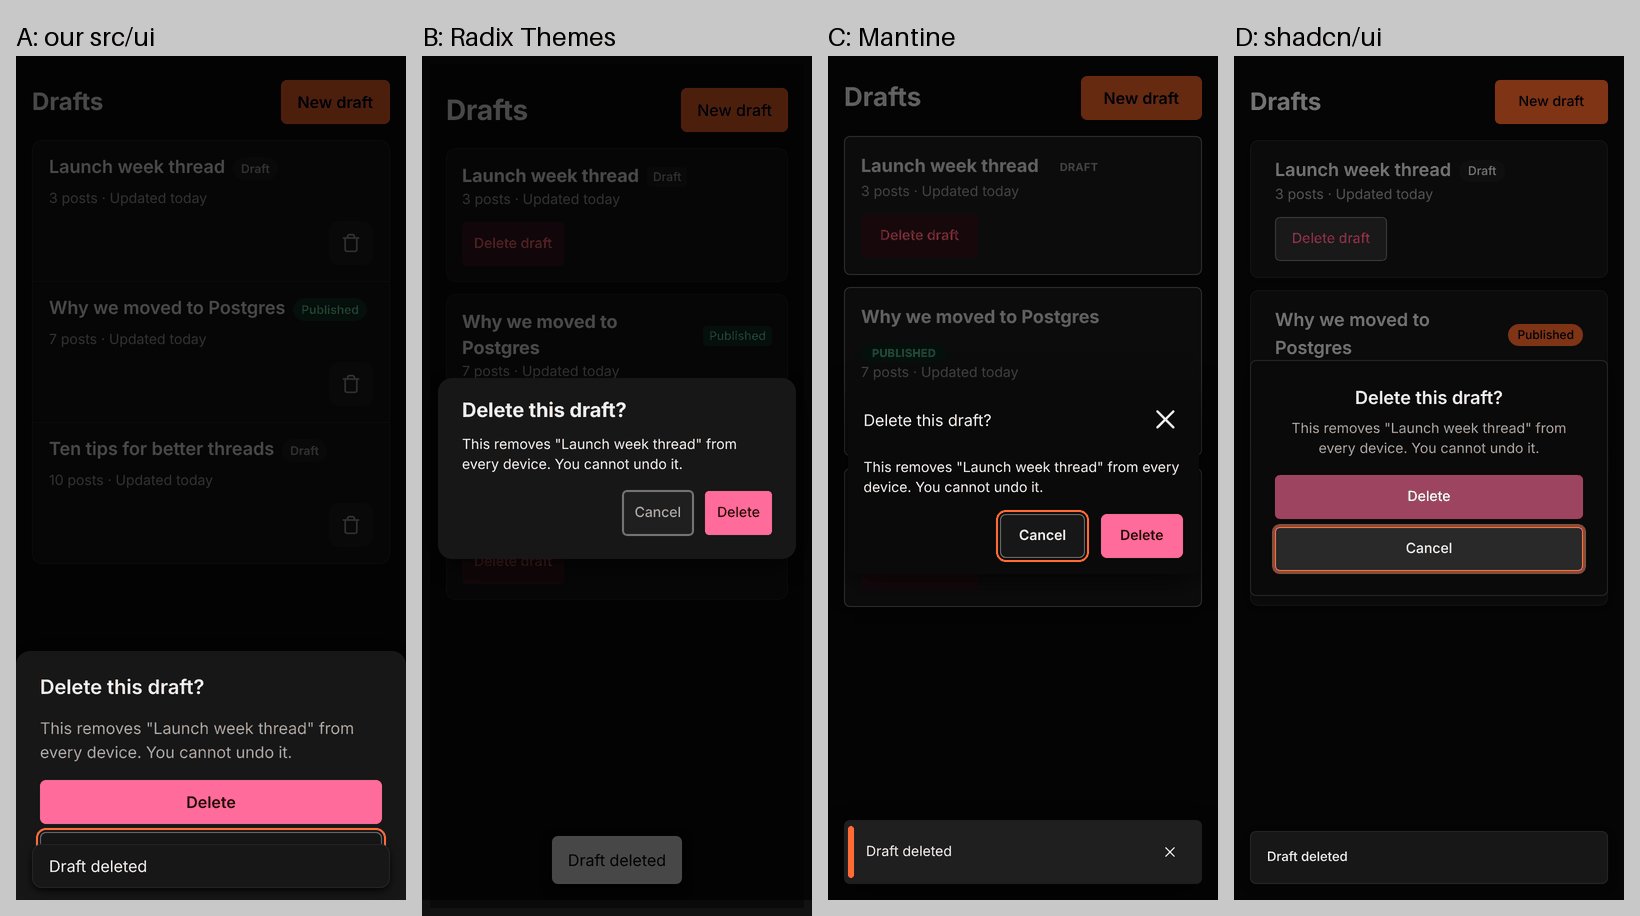 A: our src/ui
Drafts
New draft
Launch week thread
Draft
3 posts · Updated today
Why we moved to Postgres
Published
7 posts · Updated today
Ten tips for better threads
Draft
10 posts · Updated today
Delete this draft?
This removes "Launch week thread" from
every device. You cannot undo it.
Delete
Draft deleted
B: Radix Themes
Drafts
New draft
Launch week thread
Draft
3 posts · Updated today
Delete draft
Why we moved to
Postgres
Published
7 posts · Updated today
Delete this draft?
This removes "Launch week thread" from
every device. You cannot undo it.
Cancel
Delete
Delete draft
Draft deleted
C: Mantine
Drafts
New draft
Launch week thread
DRAFT
3 posts · Updated today
Delete draft
Why we moved to Postgres
PUBLISHED
7 posts · Updated today
Delete this draft?
This removes "Launch week thread" from every
device. You cannot undo it.
Cancel
Delete
Draft deleted
D: shadcn/ui
Drafts
New draft
Launch week thread
Draft
3 posts · Updated today
Delete draft
Why we moved to
Postgres
Published
Delete this draft?
This removes "Launch week thread" from
every device. You cannot undo it.
Delete
Cancel
Draft deleted